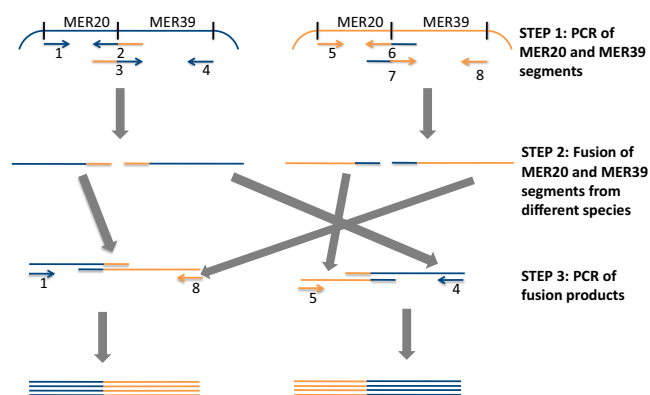 MER20 MER39
1 2 3 4
MER20 MER39
5 6 7 8
STEP 1: PCR of
MER20 and MER39
segments
STEP 2: Fusion of
MER20 and MER39
segments from
different species
1 8
5 4
STEP 3: PCR of
fusion products